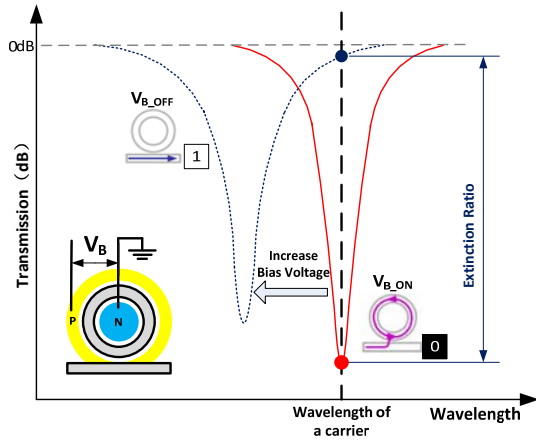 0dB
Transmission (dB)
V_B_OFF
1
V_B
P
N
Increase
Bias Voltage
V_B_ON
0
Extinction Ratio
Wavelength of
a carrier
Wavelength